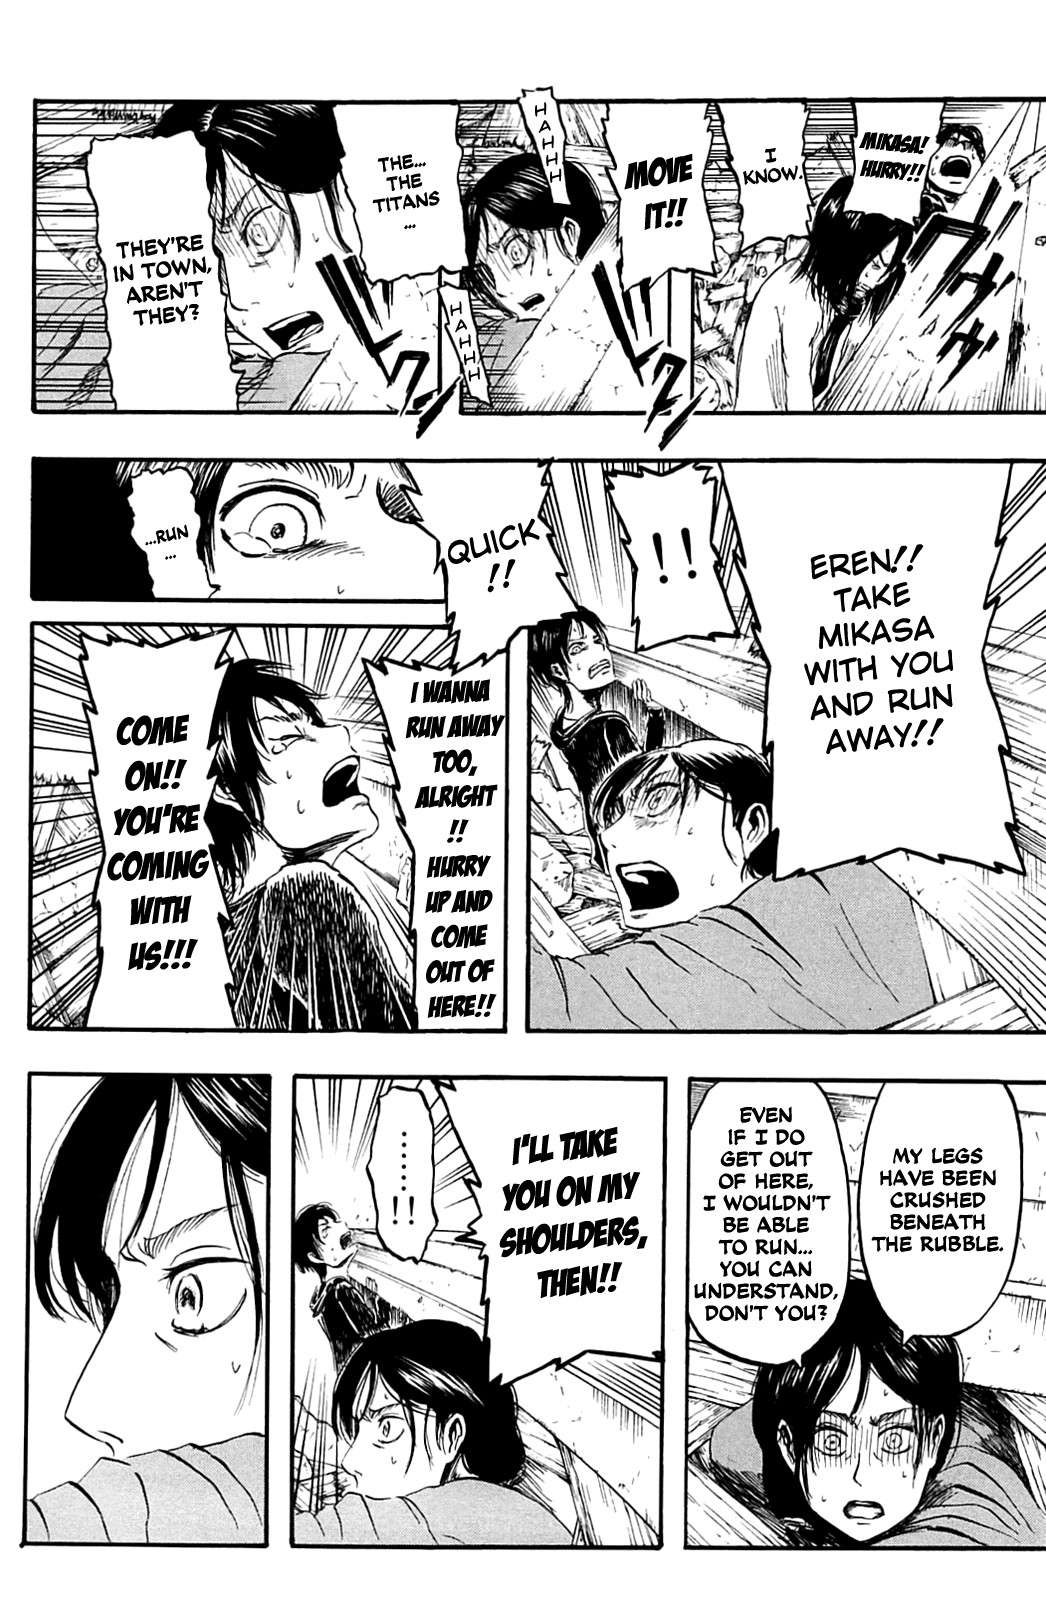 MIKASA!
HURRY!!
I
KNOW.
MOVE
IT!!
HAHHH
HAHHH
THE...
THE
TITANS
...
THEY'RE
IN TOWN,
AREN'T
THEY?
EREN!!
TAKE
MIKASA
WITH YOU
AND RUN
AWAY!!
!!
QUICK
!!
...RUN
...
I WANNA
RUN AWAY
TOO,
ALRIGHT
!!
HURRY
UP AND
COME
OUT OF
HERE!!
COME
ON!!
YOU'RE
COMING
WITH
US!!!
MY LEGS
HAVE BEEN
CRUSHED
BENEATH
THE RUBBLE.
EVEN
IF I DO
GET OUT
OF HERE,
I WOULDN'T
BE ABLE
TO RUN...
YOU CAN
UNDERSTAND,
DON'T YOU?
I'LL TAKE
YOU ON MY
SHOULDERS,
THEN!!
......!!